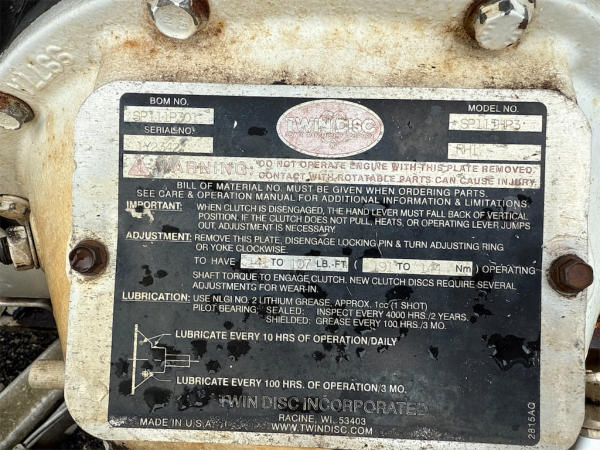 BOM NO.
TWIN DISC
MODEL NO.
SP111P301
SP111HP3
SERIAL NO.
DO NOT OPERATE ENGINE WITH THIS PLATE REMOVED.
WARNING
CONTACT WITH ROTATABLE PARTS CAN CAUSE INJURY
BILL OF MATERIAL NO. MUST BE GIVEN WHEN ORDERING PARTS.
SEE CARE & OPERATION MANUAL FOR ADDITIONAL INFORMATION & LIMITATIONS.
IMPORTANT: WHEN CLUTCH IS DISENGAGED, THE HAND LEVER MUST FALL BACK OF VERTICAL
POSITION. IF THE CLUTCH DOES NOT PULL, HEATS, OR OPERATING LEVER JUMPS
OUT, ADJUSTMENT IS NECESSARY
ADJUSTMENT: REMOVE THIS PLATE, DISENGAGE LOCKING PIN & TURN ADJUSTING RING
OR YOKE CLOCKWISE
TO HAVE TO 107 LB.-FT. TO Nm) OPERATING
SHAFT TORQUE TO ENGAGE CLUTCH. NEW CLUTCH DISCS REQUIRE SEVERAL
ADJUSTMENTS FOR WEAR-IN.
LUBRICATION: USE NLGI NO. 2 LITHIUM GREASE, APPROX. 1cc (1 SHOT)
PILOT BEARING: SEALED: INSPECT EVERY 4000 HRS./2 YEARS.
SHIELDED: GREASE EVERY 100 HRS./3 MO.
LUBRICATE EVERY 10 HRS OF OPERATION/DAILY
LUBRICATE EVERY 100 HRS. OF OPERATION/3 MO.
TWIN DISC INCORPORATED
RACINE, WI. 53403
MADE IN U.S.A.
WWW.TWINDISC.COM
2815AQ